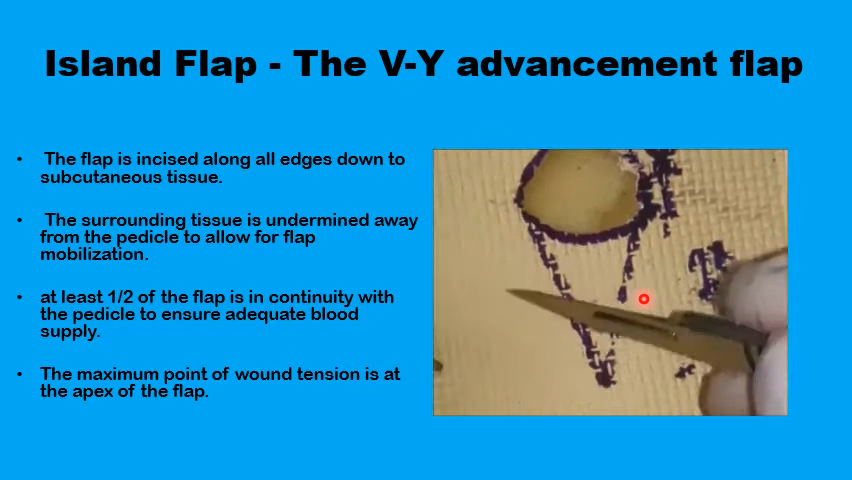 Island Flap - The V-Y advancement flap
• The flap is incised along all edges down to
subcutaneous tissue.
• The surrounding tissue is undermined away
from the pedicle to allow for flap
mobilization.
• at least 1/2 of the flap is in continuity with
the pedicle to ensure adequate blood
supply.
• The maximum point of wound tension is at
the apex of the flap.